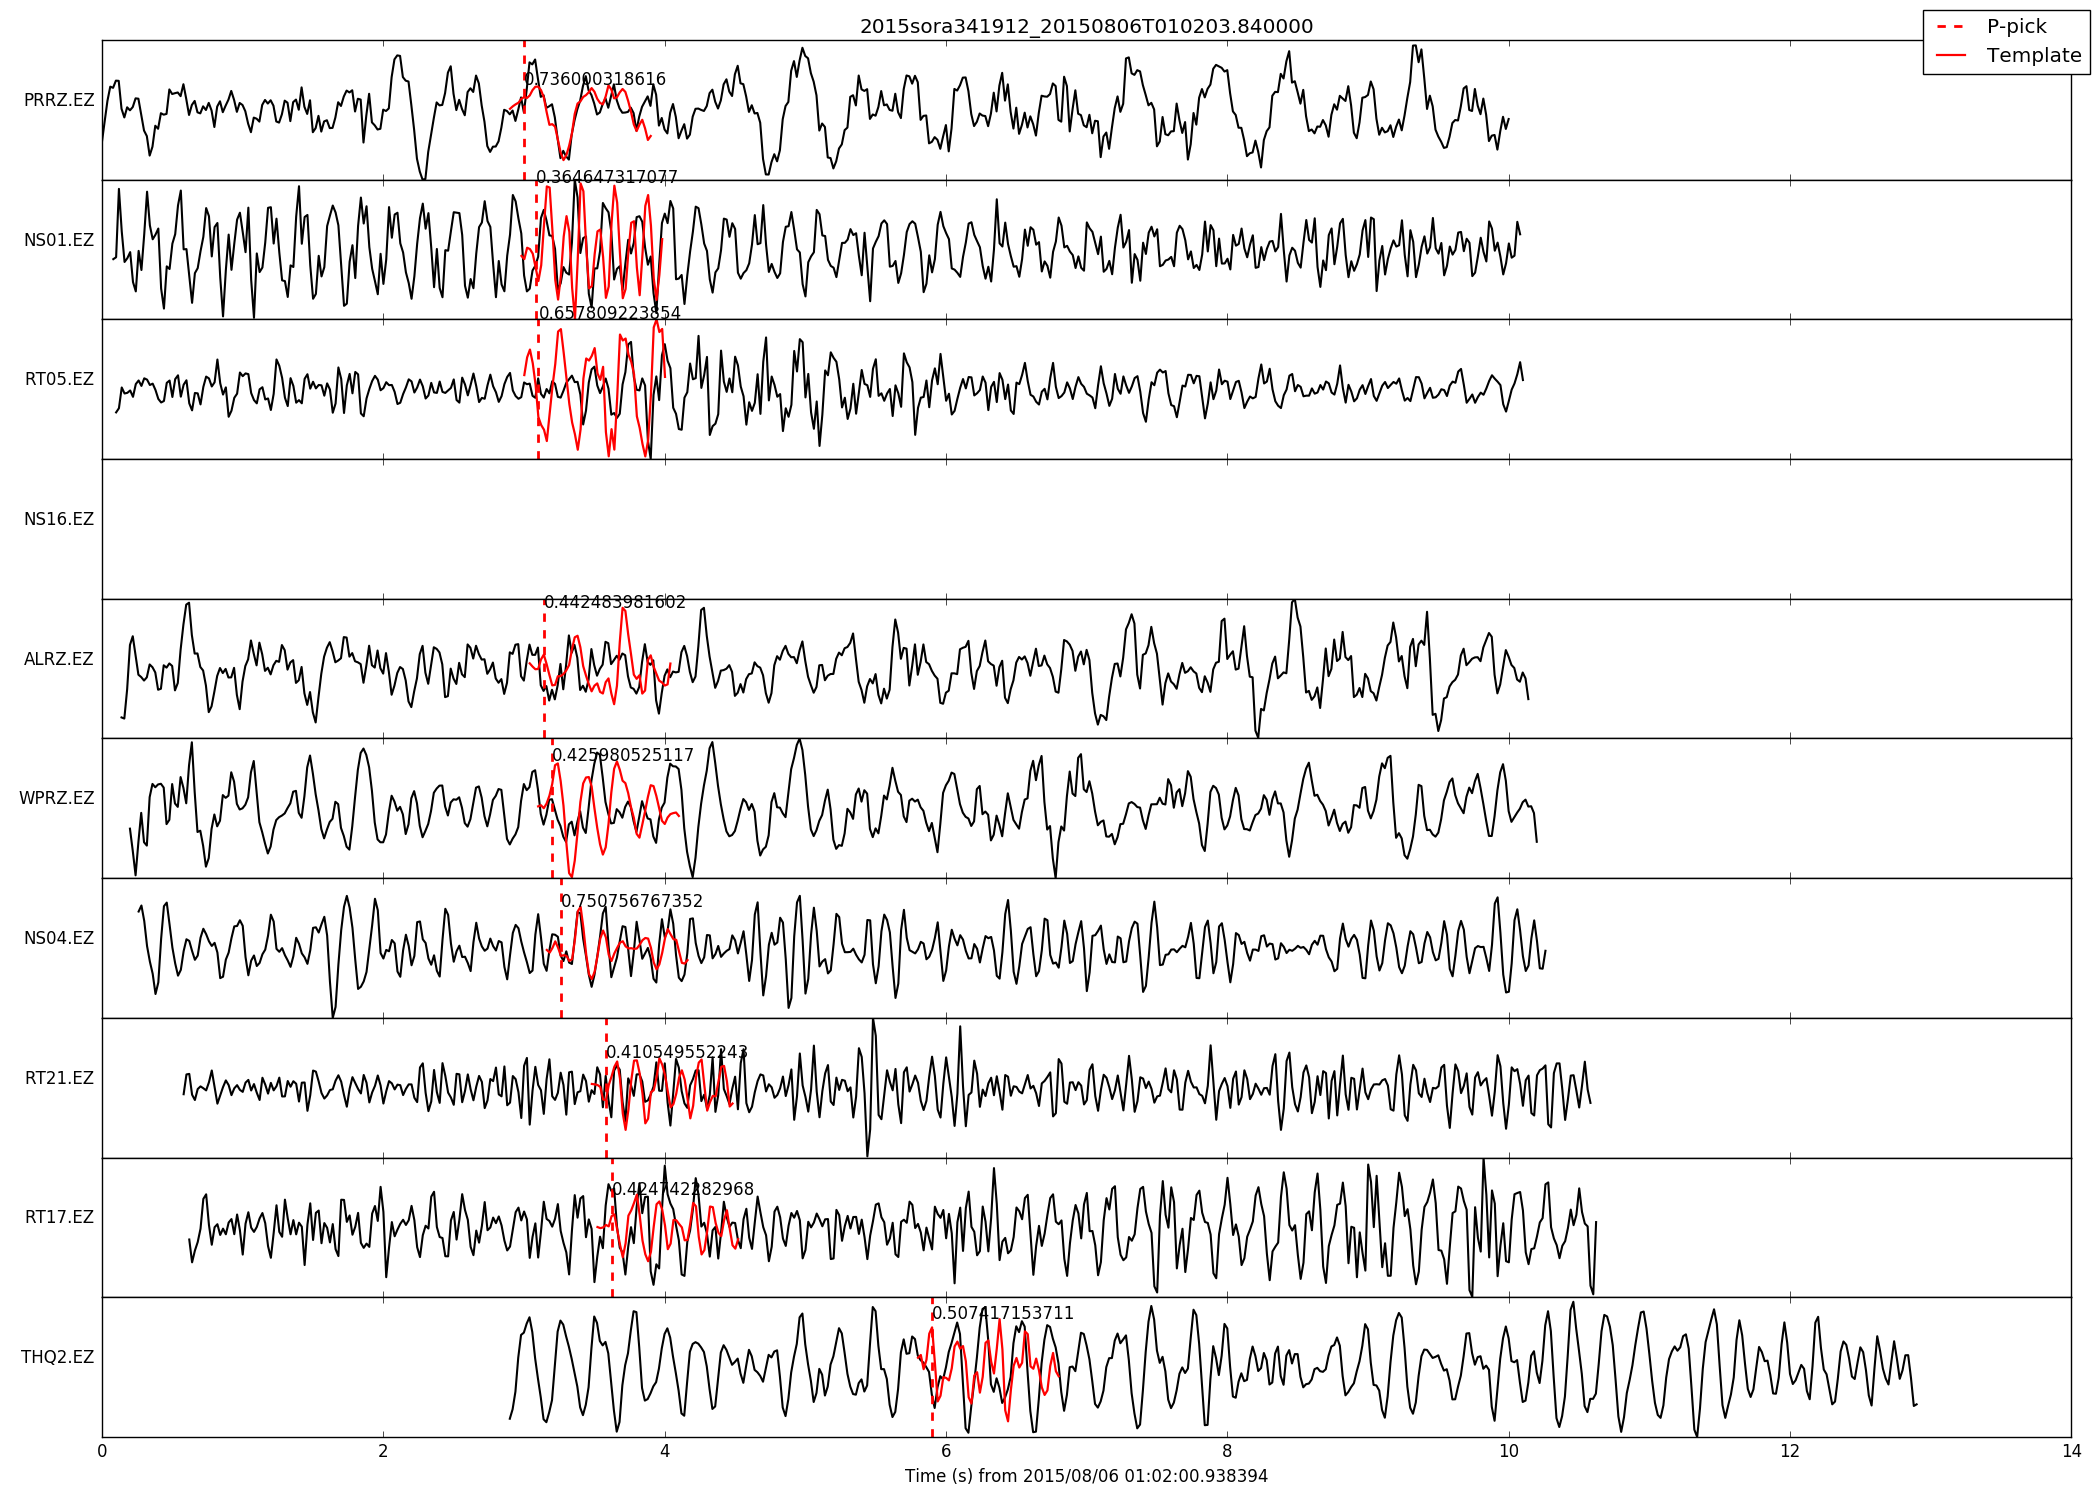 2015sora341912_20150806T010203.840000
P-pick
Template
PRRZ.EZ
0.736000318616
NS01.EZ
0.364647317077
RT05.EZ
0.657809223854
NS16.EZ
ALRZ.EZ
0.442483981602
WPRZ.EZ
0.425980525117
NS04.EZ
0.750756767352
RT21.EZ
0.410549552243
RT17.EZ
0.424742282968
THQ2.EZ
0.507417153711
0 2 4 6 8 10 12 14
Time (s) from 2015/08/06 01:02:00.938394